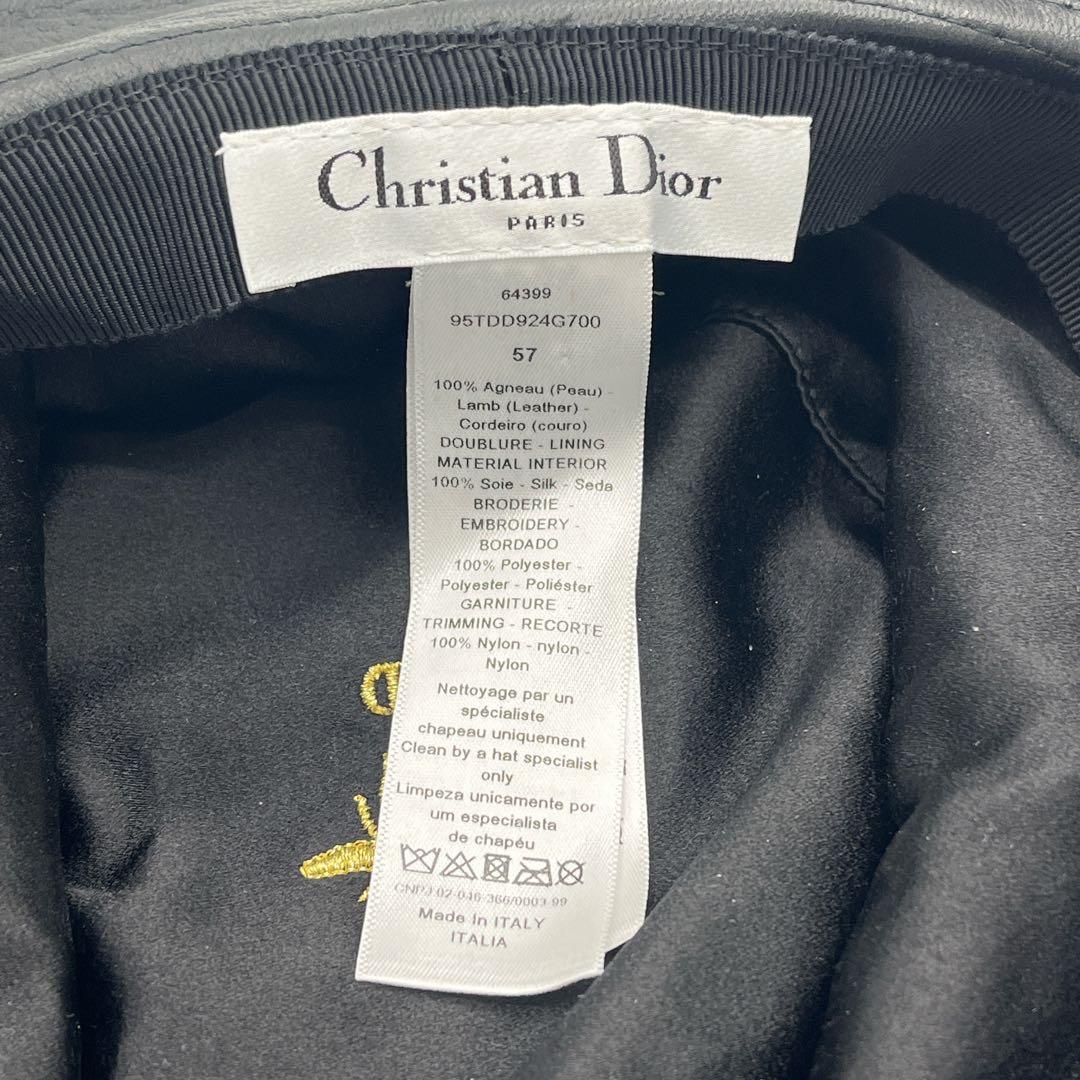 Christian Dior
PARIS
64399
95TDD924G700
57
100% Agneau (Peau) -
Lamb (Leather) -
Cordeiro (couro)
DOUBLURE - LINING
MATERIAL INTERIOR
100% Soie - Silk - Seda
BRODERIE -
EMBROIDERY -
BORDADO
100% Polyester -
Polyester - Poliéster
GARNITURE -
TRIMMING - RECORTE
100% Nylon - nylon -
Nylon
Nettoyage par un
spécialiste
chapeau uniquement
Clean by a hat specialist
only
Limpeza unicamente por
um especialista
de chapéu
CNPJ 02-046-366/0003-99
Made in ITALY
ITALIA